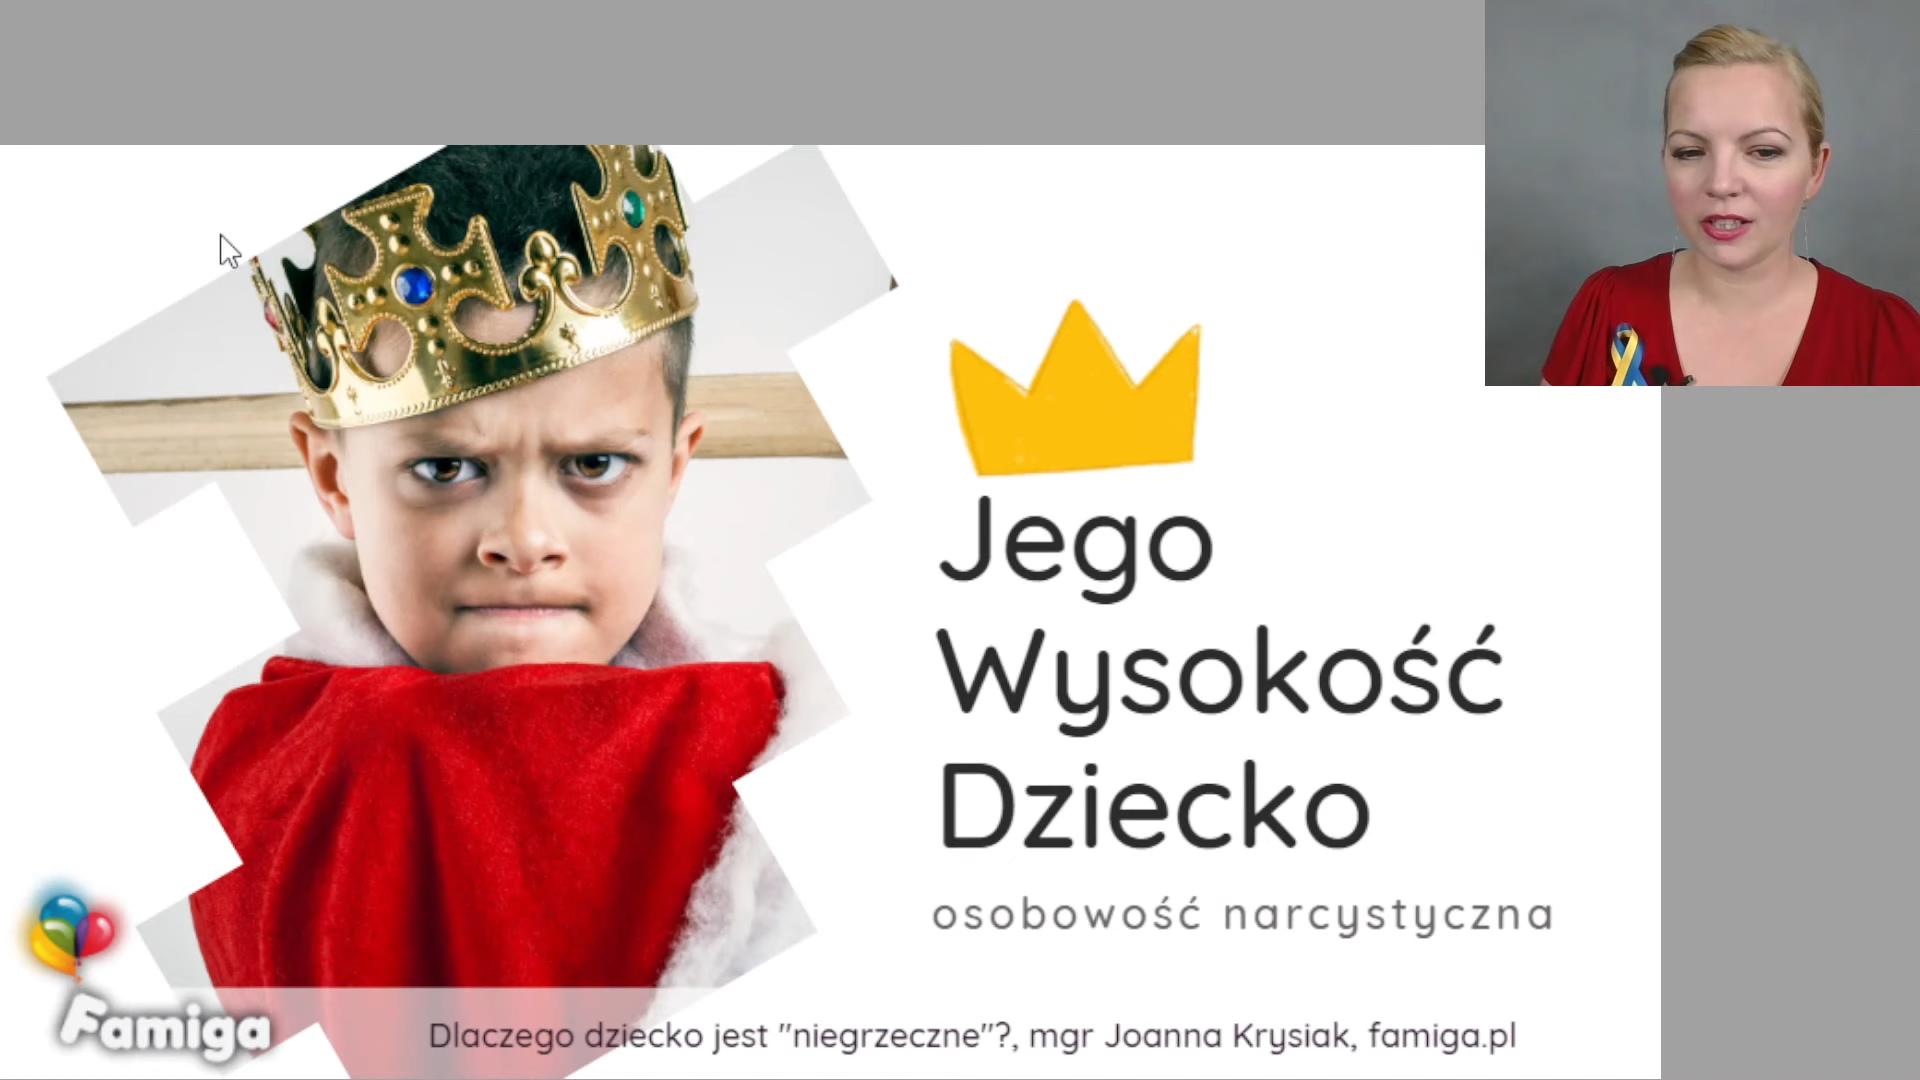 Jego
Wysokość
Dziecko
osobowość narcystyczna
Famiga
Dlaczego dziecko jest "niegrzeczne"?, mgr Joanna Krysiak, famiga.pl